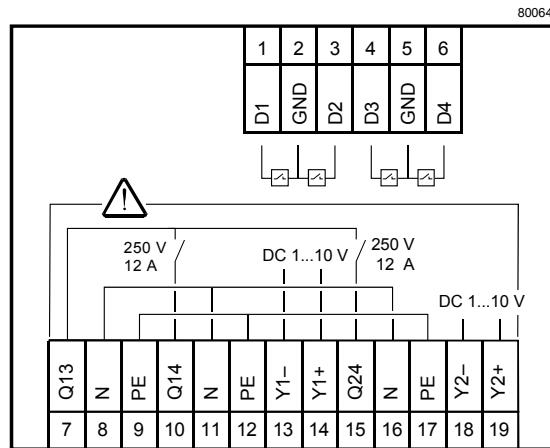 80064
1 2 3 4 5 6
D1 GND D2 D3 GND D4
!
250 V 250 V
12 A DC 1...10 V 12 A
DC 1...10 V
Q13 N PE Q14 N PE Y1– Y1+ Q24 N PE Y2– Y2+
7 8 9 10 11 12 13 14 15 16 17 18 19